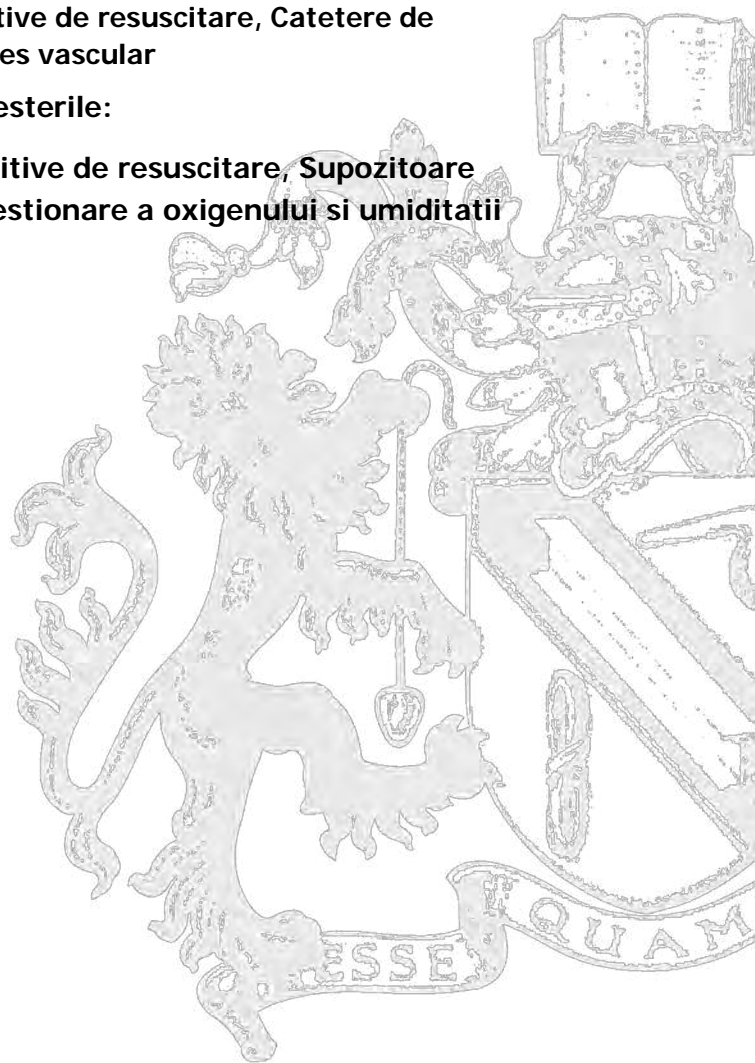 tive de resuscitare, Catetere de
es vascular
esterile:
itive de resuscitare, Supozitoare
estionare a oxigenului si umiditatii
ESSE
QUAM